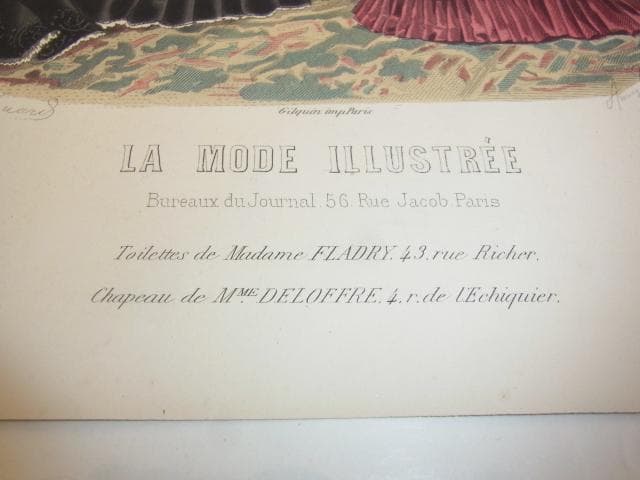 Gilquin imp. Paris
LA MODE ILLUSTRÉE
Bureaux du Journal. 56. Rue Jacob. Paris
Toilettes de Madame FLADRY. 43. rue Richer.
Chapeau de MME DELOFFRE. 4. r. de l'Echiquier.